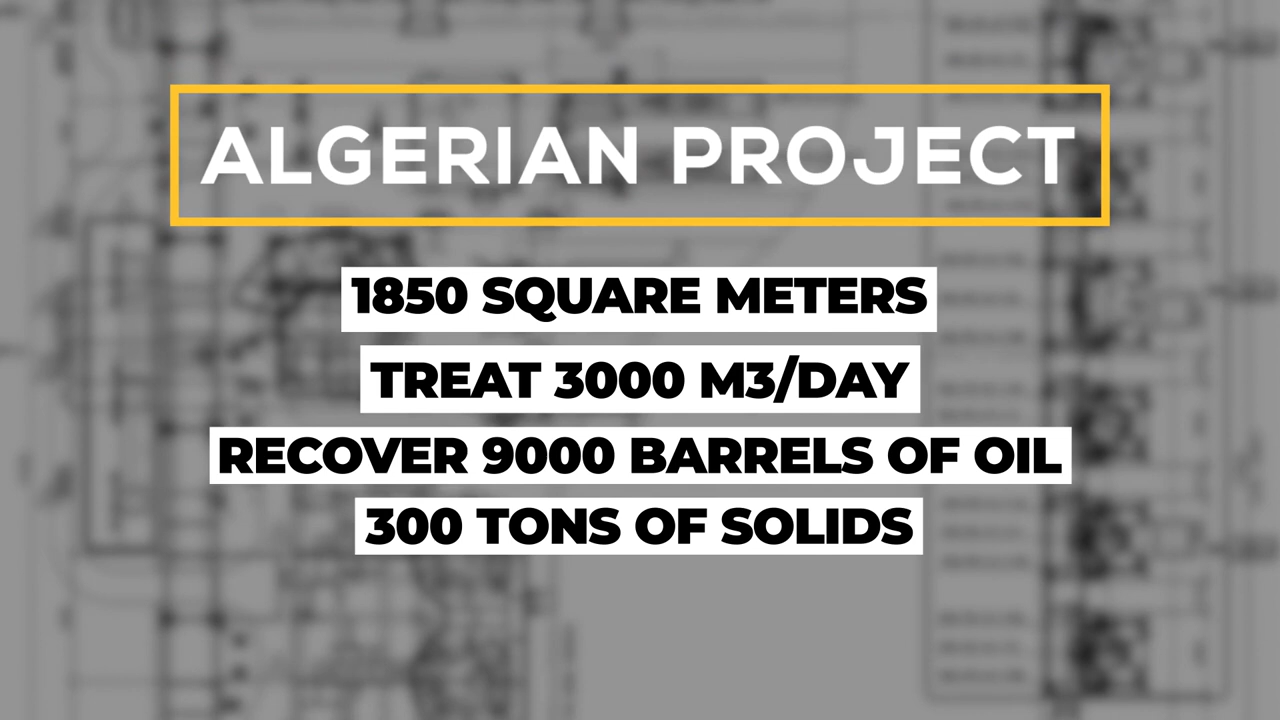 ALGERIAN PROJECT
1850 SQUARE METERS
TREAT 3000 M3/DAY
RECOVER 9000 BARRELS OF OIL
300 TONS OF SOLIDS